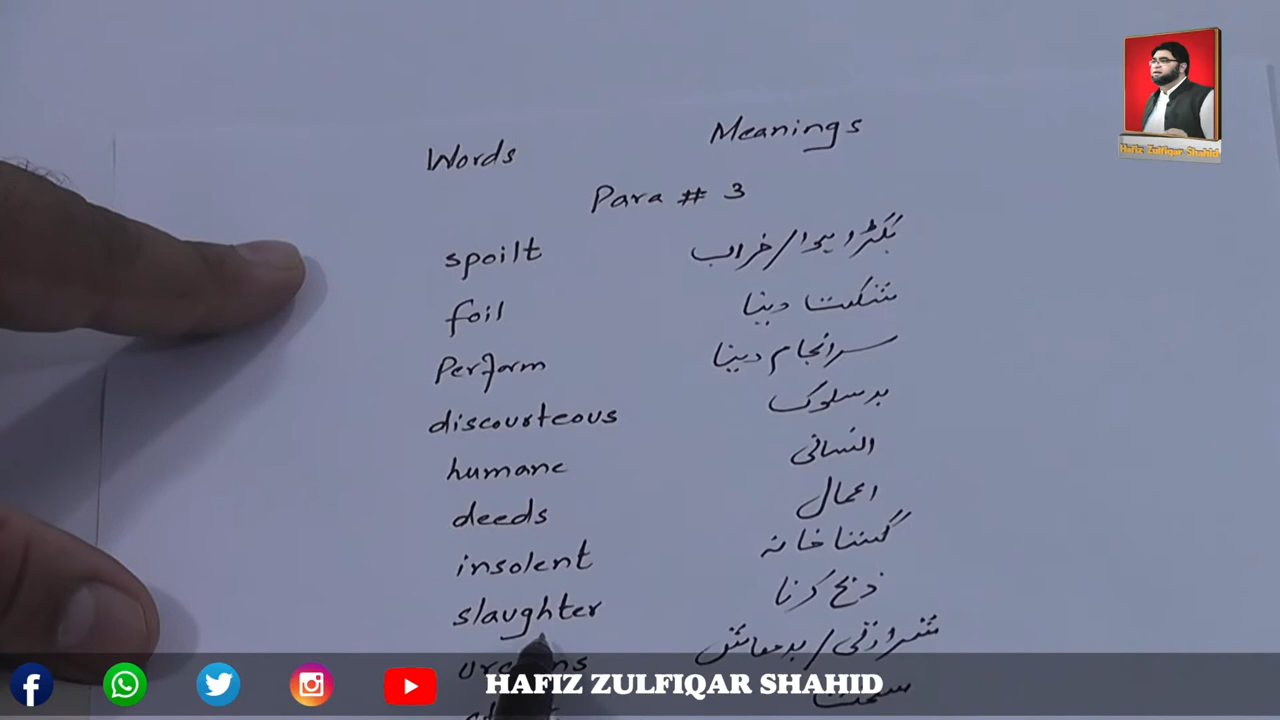 Hafiz Zulfiqar Shahid
Words Meanings
Para # 3
spoilt بگڑا ہوا/خراب
foil شکست دینا
Perform سرانجام دینا
discourteous بدسلوک
humane انسانی
deeds اعمال
insolent گستاخانہ
slaughter ذبح کرنا
شرارتی/بدمعاش
HAFIZ ZULFIQAR SHAHID